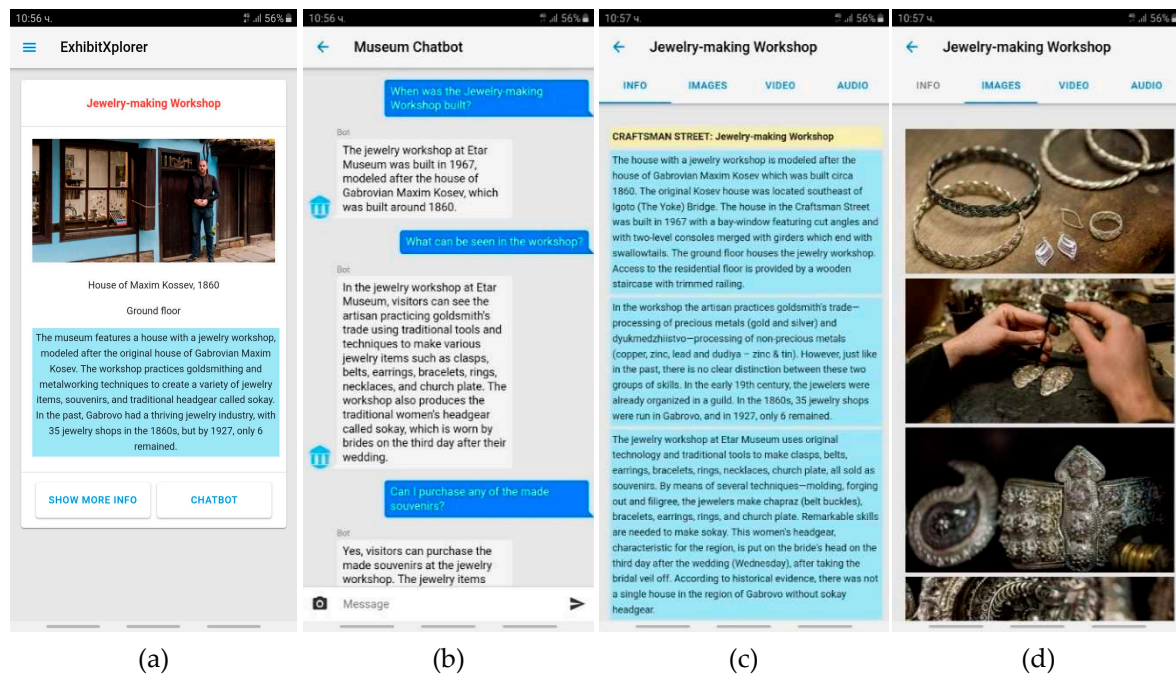 10:56 ч.
56%
ExhibitXplorer
Jewelry-making Workshop
House of Maxim Kossev, 1860
Ground floor
The museum features a house with a jewelry workshop,
modeled after the original house of Gabrovian Maxim
Kosev. The workshop practices goldsmithing and
metalworking techniques to create a variety of jewelry
items, souvenirs, and traditional headgear called sokay.
In the past, Gabrovo had a thriving jewelry industry, with
35 jewelry shops in the 1860s, but by 1927, only 6
remained.
SHOW MORE INFO
CHATBOT
(a)
10:56 ч.
56%
Museum Chatbot
When was the Jewelry-making
Workshop built?
Bot
The jewelry workshop at Etar
Museum was built in 1967,
modeled after the house of
Gabrovian Maxim Kosev, which
was built around 1860.
What can be seen in the workshop?
Bot
In the jewelry workshop at Etar
Museum, visitors can see the
artisan practicing goldsmith's
trade using traditional tools and
techniques to make various
jewelry items such as clasps,
belts, earrings, bracelets, rings,
necklaces, and church plate. The
workshop also produces the
traditional women's headgear
called sokay, which is worn by
brides on the third day after their
wedding.
Can I purchase any of the made
souvenirs?
Bot
Yes, visitors can purchase the
made souvenirs at the jewelry
workshop. The jewelry items
Message
(b)
10:57 ч.
56%
Jewelry-making Workshop
INFO IMAGES VIDEO AUDIO
CRAFTSMAN STREET: Jewelry-making Workshop
The house with a jewelry workshop is modeled after the
house of Gabrovian Maxim Kosev which was built circa
1860. The original Kosev house was located southeast of
Igoto (The Yoke) Bridge. The house in the Craftsman Street
was built in 1967 with a bay-window featuring cut angles and
with two-level consoles merged with girders which end with
swallowtails. The ground floor houses the jewelry workshop.
Access to the residential floor is provided by a wooden
staircase with trimmed railing.
In the workshop the artisan practices goldsmith's trade—
processing of precious metals (gold and silver) and
dyukmedzhiistvo—processing of non-precious metals
(copper, zinc, lead and dudiya – zinc & tin). However, just like
in the past, there is no clear distinction between these two
groups of skills. In the early 19th century, the jewelers were
already organized in a guild. In the 1860s, 35 jewelry shops
were run in Gabrovo, and in 1927, only 6 remained.
The jewelry workshop at Etar Museum uses original
technology and traditional tools to make clasps, belts,
earrings, bracelets, rings, necklaces, church plate, all sold as
souvenirs. By means of several techniques—molding, forging
out and filigree, the jewelers make chapraz (belt buckles),
bracelets, earrings, rings, and church plate. Remarkable skills
are needed to make sokay. This women's headgear,
characteristic for the region, is put on the bride's head on the
third day after the wedding (Wednesday), after taking the
bridal veil off. According to historical evidence, there was not
a single house in the region of Gabrovo without sokay
headgear.
(c)
10:57 ч.
56%
Jewelry-making Workshop
INFO IMAGES VIDEO AUDIO
(d)